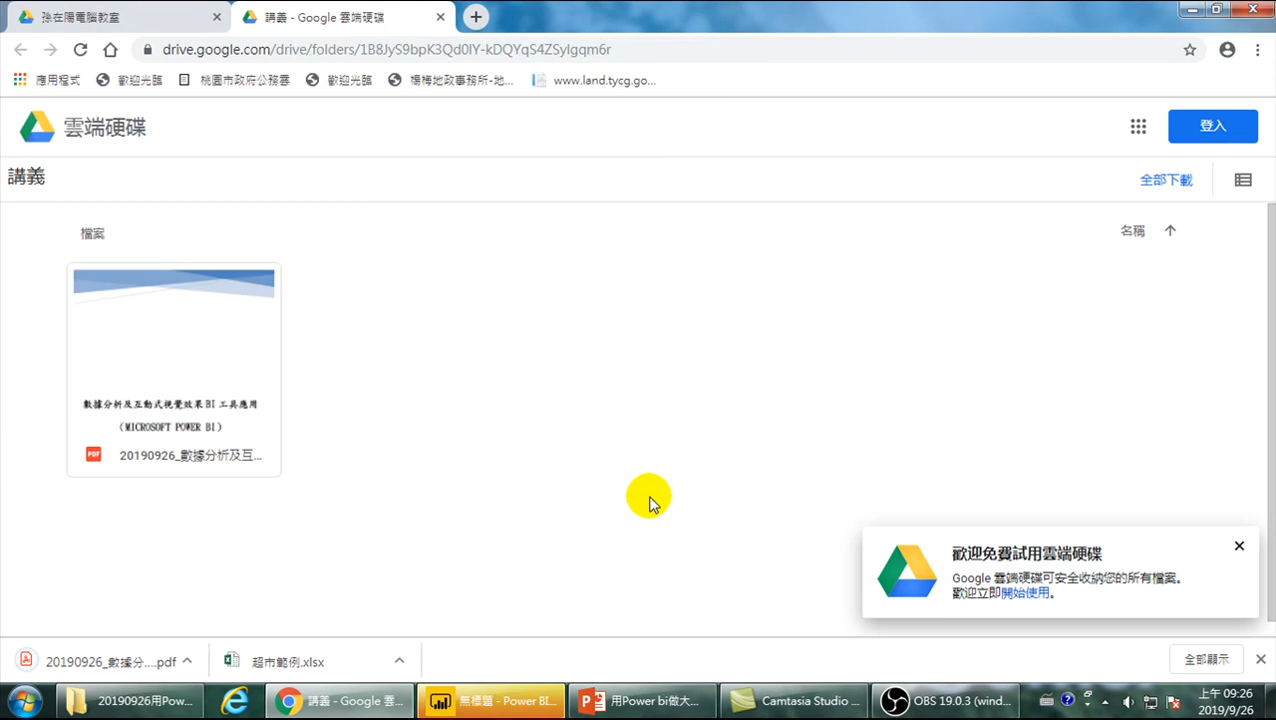 孫在陽電腦教室
講義 - Google 雲端硬碟
drive.google.com/drive/folders/1B8JyS9bpK3Qd0lY-kDQYqS4ZSylgqm6r
應用程式
歡迎光臨
桃園市政府公務雲
歡迎光臨
楊梅地政事務所-地...
www.land.tycg.go...
雲端硬碟
登入
講義
全部下載
檔案
名稱
數據分析及互動式視覺效果 BI 工具應用
(MICROSOFT POWER BI)
PDF
20190926_數據分析及互...
歡迎免費試用雲端硬碟
Google 雲端硬碟可安全收納您的所有檔案。
歡迎立即開始使用。
20190926_數據分....pdf
超市範例.xlsx
全部顯示
20190926用Pow...
講義 - Google 雲...
無標題 - Power BI...
用Power bi做大...
Camtasia Studio ...
OBS 19.0.3 (wind...
上午 09:26
2019/9/26